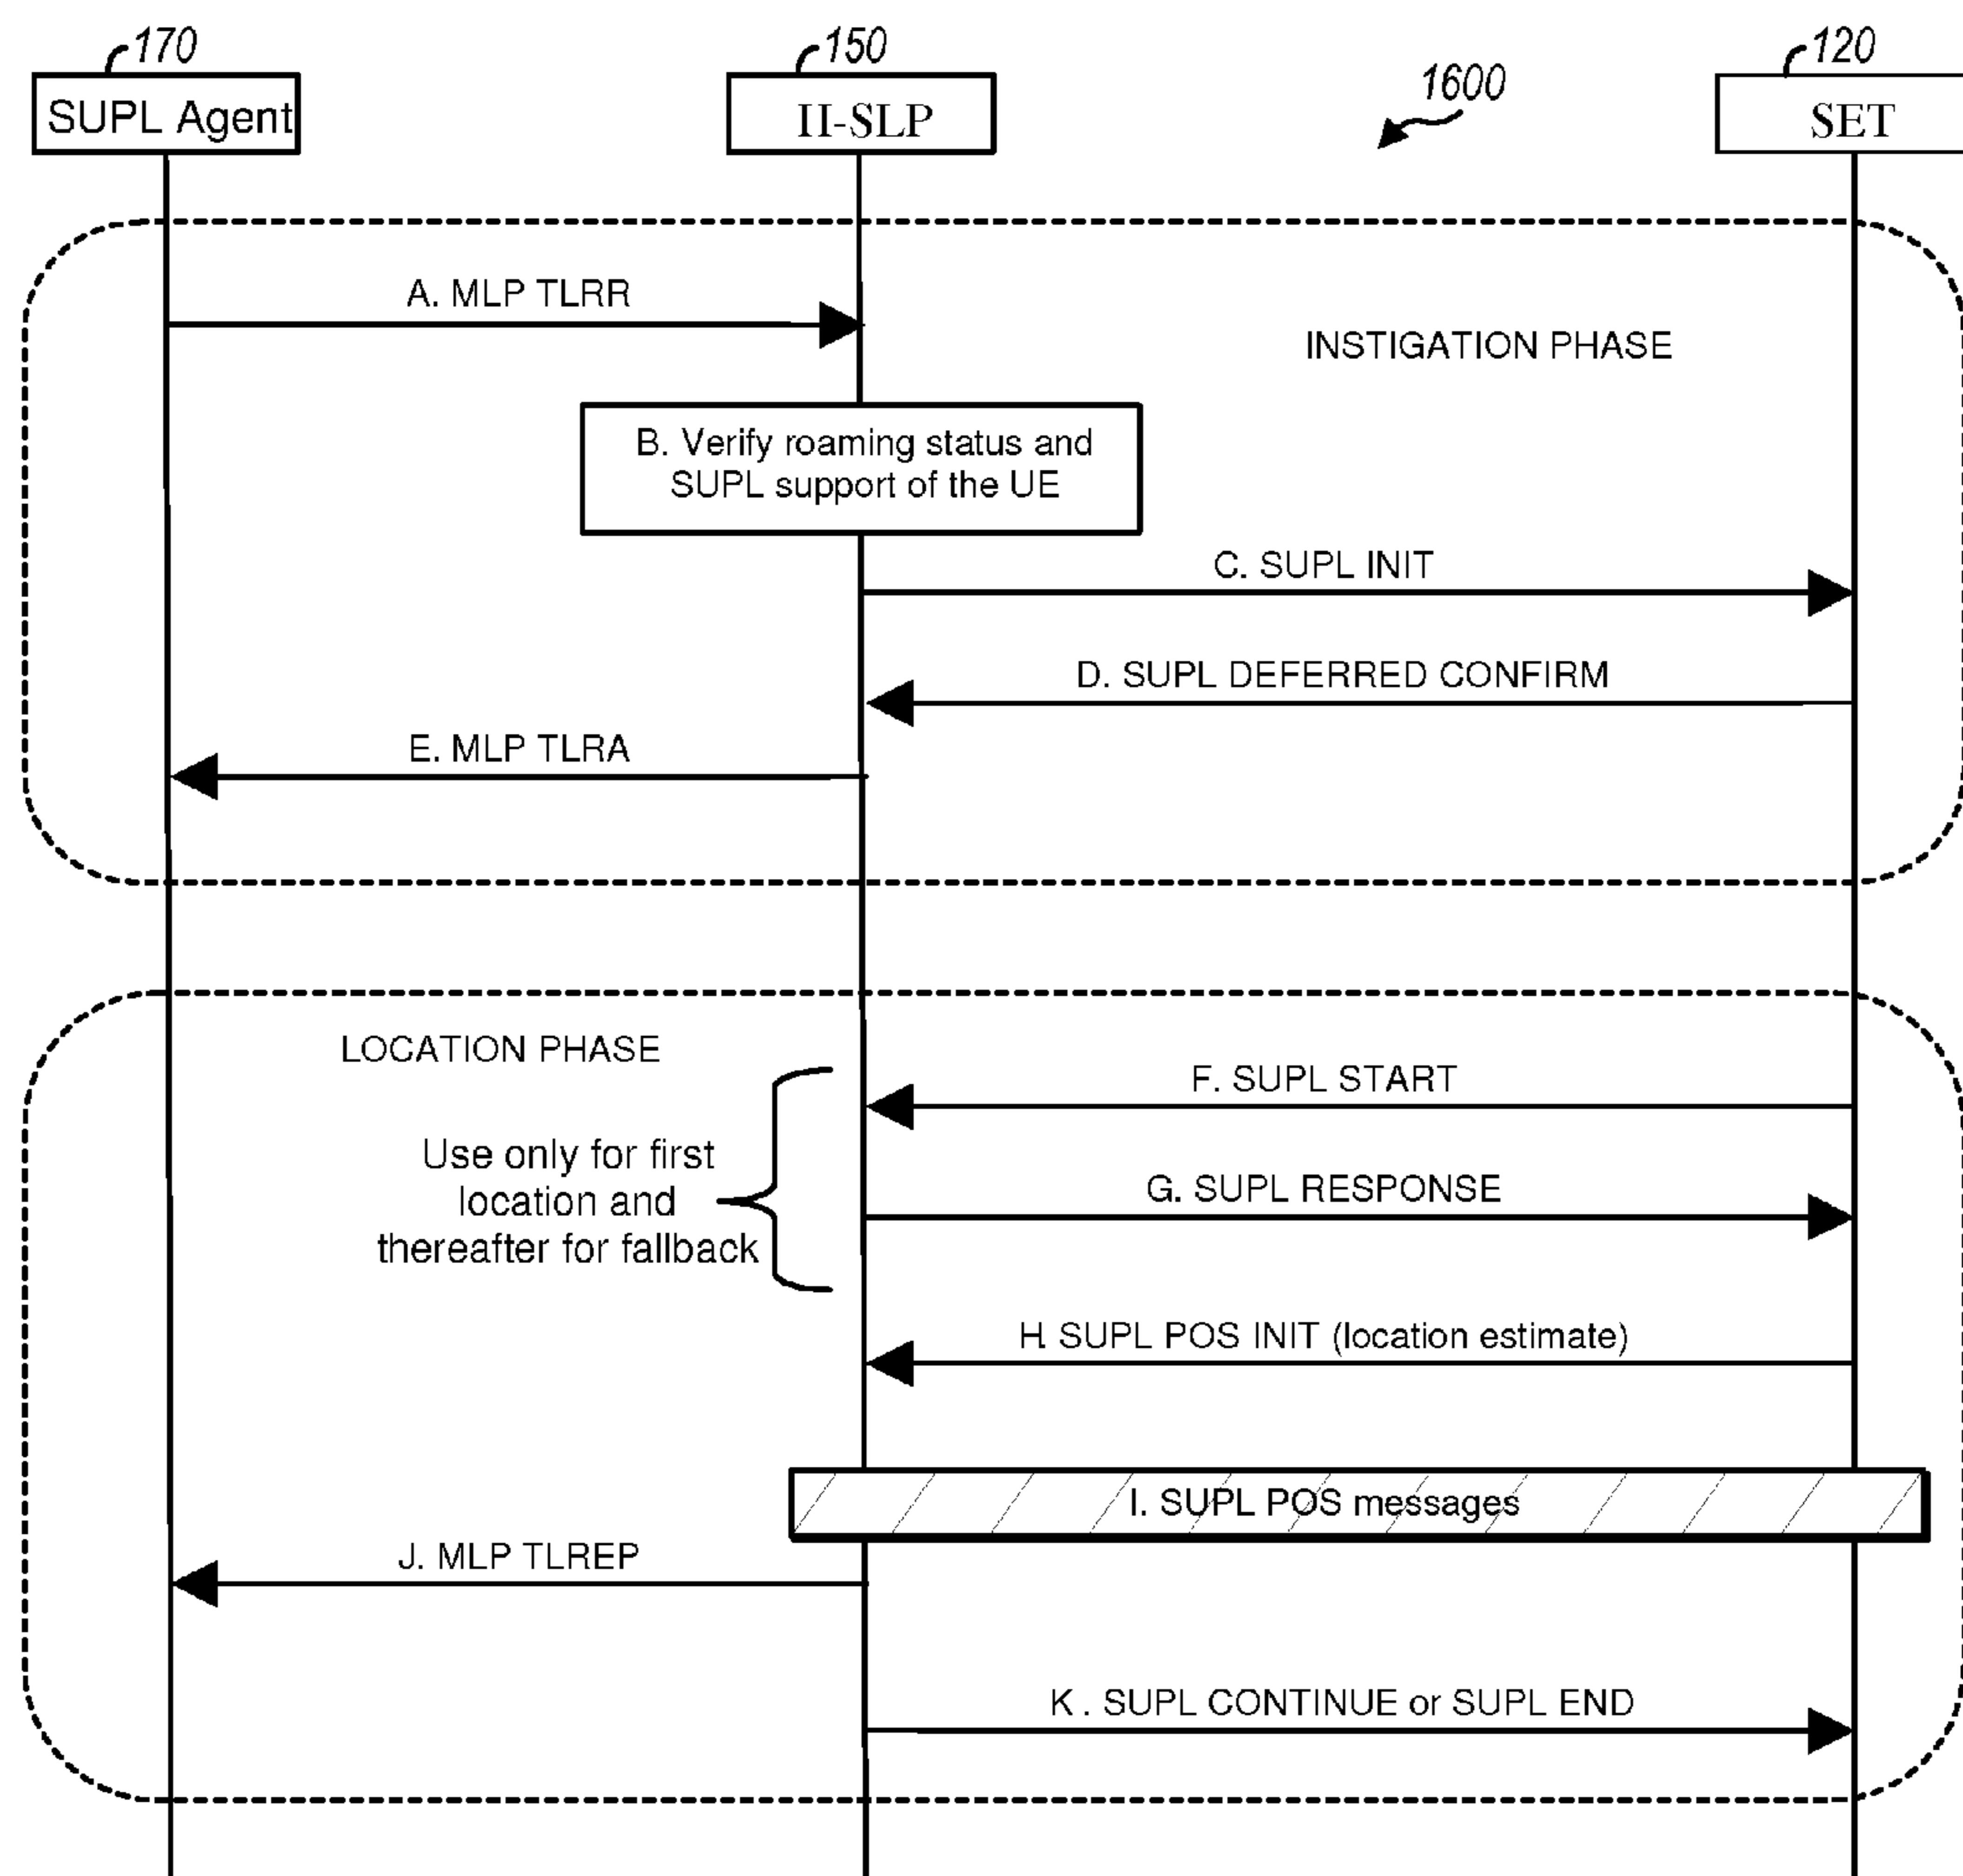 170
150
120
1600
SUPL Agent
II-SLP
SET
A. MLP TLRR
INSTIGATION PHASE
B. Verify roaming status and
SUPL support of the UE
C. SUPL INIT
D. SUPL DEFERRED CONFIRM
E. MLP TLRA
LOCATION PHASE
F. SUPL START
Use only for first
location and
thereafter for fallback
G. SUPL RESPONSE
H. SUPL POS INIT (location estimate)
I. SUPL POS messages
J. MLP TLREP
K . SUPL CONTINUE or SUPL END